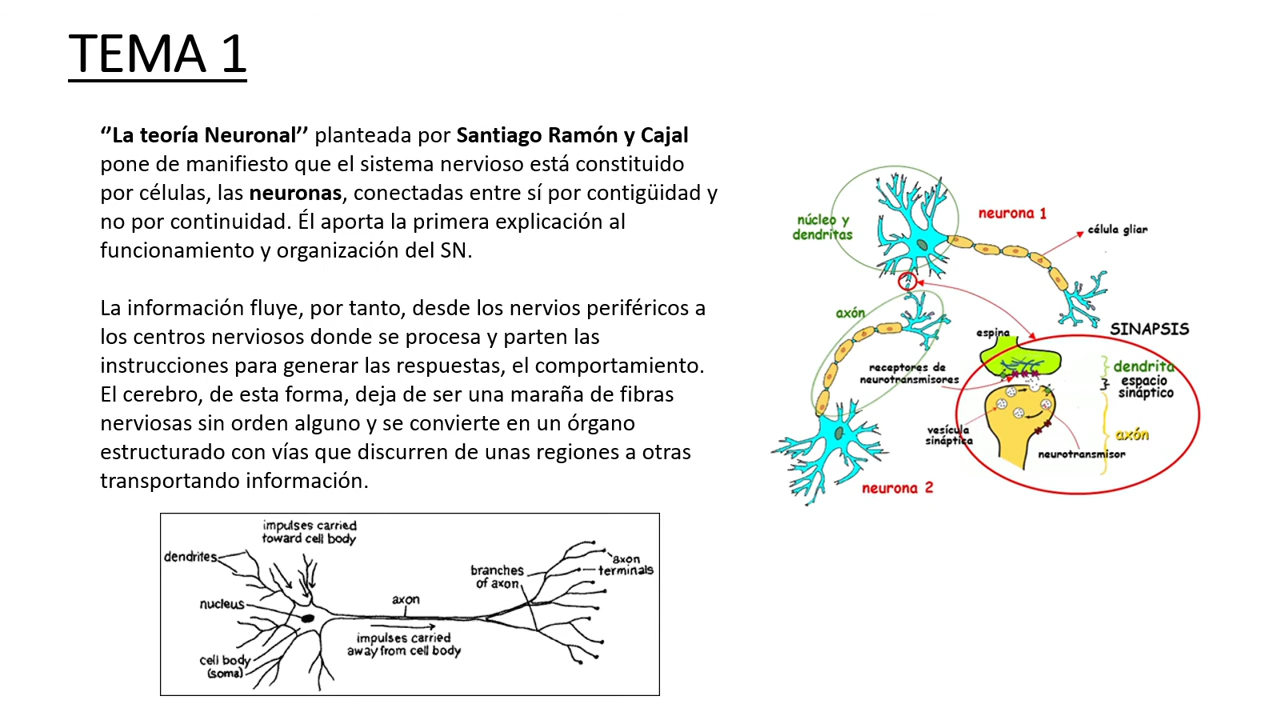 TEMA 1
‘’La teoría Neuronal’’ planteada por Santiago Ramón y Cajal
pone de manifiesto que el sistema nervioso está constituido
por células, las neuronas, conectadas entre sí por contigüidad y
no por continuidad. Él aporta la primera explicación al
funcionamiento y organización del SN.
La información fluye, por tanto, desde los nervios periféricos a
los centros nerviosos donde se procesa y parten las
instrucciones para generar las respuestas, el comportamiento.
El cerebro, de esta forma, deja de ser una maraña de fibras
nerviosas sin orden alguno y se convierte en un órgano
estructurado con vías que discurren de unas regiones a otras
transportando información.
núcleo y
dendritas
neurona 1
célula gliar
axón
SINAPSIS
espina
receptores de
neurotransmisores
dendrita
espacio
sináptico
vesícula
sináptica
axón
neurotransmisor
neurona 2
impulses carried
toward cell body
dendrites
nucleus
cell body
(soma)
axon
impulses carried
away from cell body
branches
of axon
axon
terminals